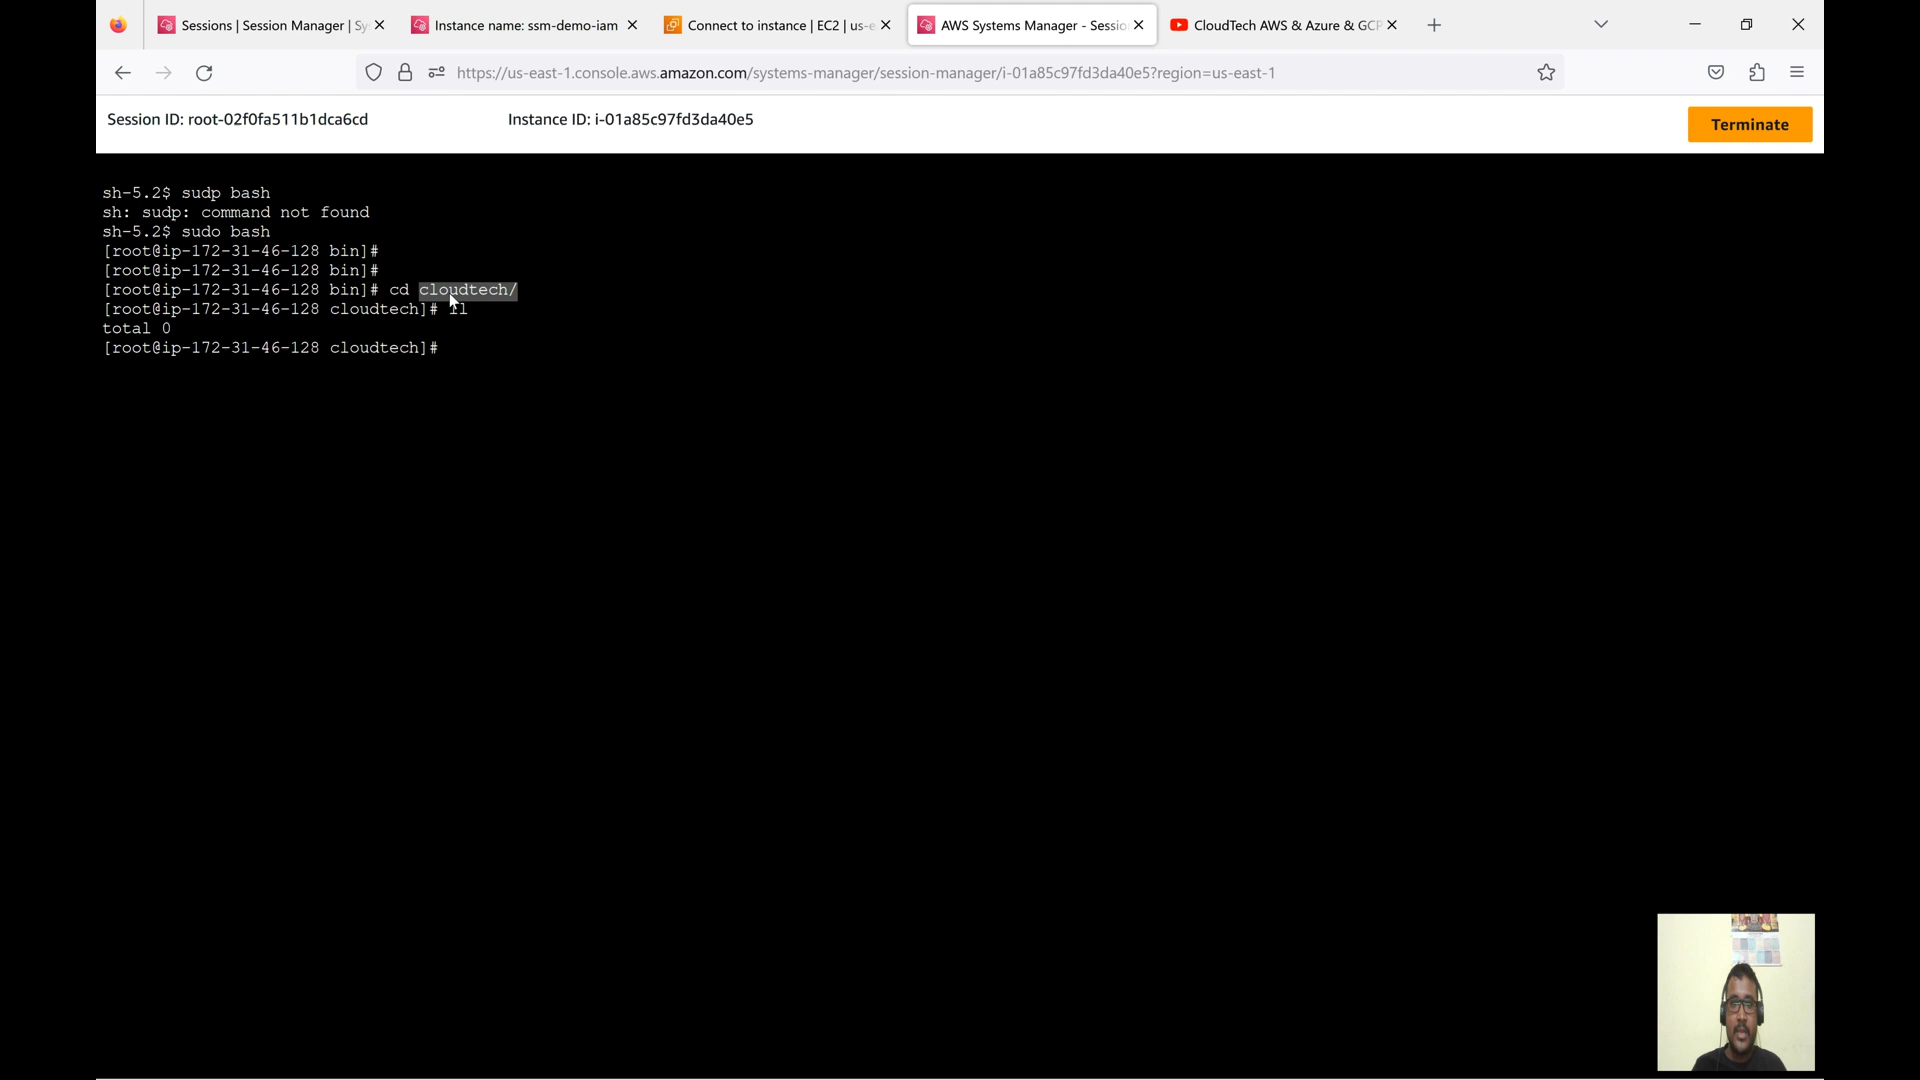 Sessions | Session Manager | Sy
Instance name: ssm-demo-iam
Connect to instance | EC2 | us-e
AWS Systems Manager - Sessio
CloudTech AWS & Azure & GCP
https://us-east-1.console.aws.amazon.com/systems-manager/session-manager/i-01a85c97fd3da40e5?region=us-east-1
Session ID: root-02f0fa511b1dca6cd
Instance ID: i-01a85c97fd3da40e5
Terminate
sh-5.2$ sudp bash
sh: sudp: command not found
sh-5.2$ sudo bash
[root@ip-172-31-46-128 bin]#
[root@ip-172-31-46-128 bin]#
[root@ip-172-31-46-128 bin]# cd cloudtech/
[root@ip-172-31-46-128 cloudtech]# ll
total 0
[root@ip-172-31-46-128 cloudtech]#